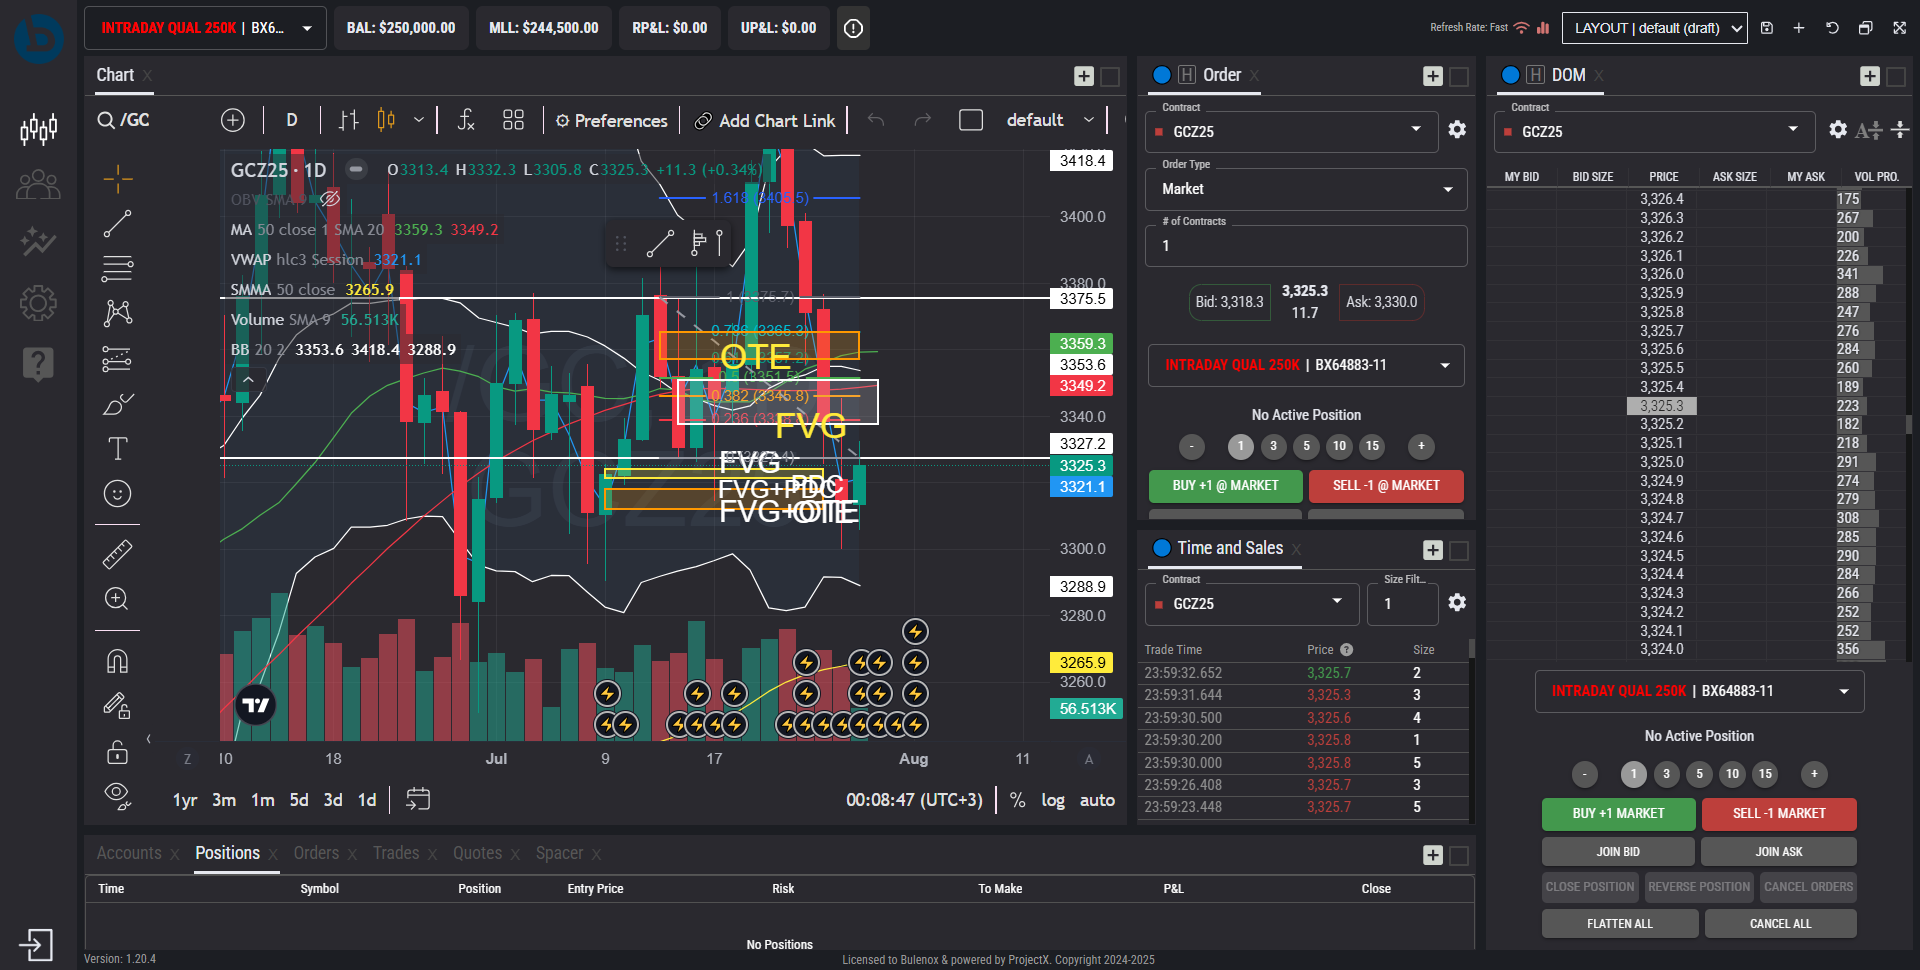 INTRADAY QUAL 250K | BX6...
BAL: $250,000.00
MLL: $244,500.00
RP&L: $0.00
UP&L: $0.00
Refresh Rate: Fast
LAYOUT | default (draft)
Chart X
/GC
D
Preferences
Add Chart Link
default
GCZ25 · 1D
O3313.4 H3332.3 L3305.8 C3325.3 +11.3 (+0.34%)
OBV SMA 9
MA 50 close 1 SMA 20 3359.3 3349.2
VWAP hlc3 Session 3321.1
SMMA 50 close 3265.9
Volume SMA 9 56.513K
BB 20 2 3353.6 3418.4 3288.9
1.618 (3405.5)
1 (3375.7)
0.786 (3365.3)
OTE
0.5 (3351.5)
0.382 (3345.8)
FVG
FVG
FVG+PDC
PDC
FVG+OTE
OTE
3418.4
3400.0
3380.0
3375.5
3359.3
3353.6
3349.2
3340.0
3327.2
3325.3
3321.1
3300.0
3288.9
3280.0
3265.9
3260.0
56.513K
Z
10
18
Jul
9
17
Aug
11
A
1yr 3m 1m 5d 3d 1d
00:08:47 (UTC+3)
% log auto
H Order X
Contract
GCZ25
Order Type
Market
# of Contracts
1
Bid: 3,318.3
3,325.3
11.7
Ask: 3,330.0
INTRADAY QUAL 250K | BX64883-11
No Active Position
- 1 3 5 10 15 +
BUY +1 @ MARKET
SELL -1 @ MARKET
Time and Sales X
Contract
GCZ25
Size Filt...
1
Trade Time Price ? Size
23:59:32.652 3,325.7 2
23:59:31.644 3,325.3 3
23:59:30.500 3,325.6 4
23:59:30.200 3,325.8 1
23:59:30.000 3,325.8 5
23:59:26.408 3,325.7 3
23:59:23.448 3,325.7 5
H DOM X
Contract
GCZ25
MY BID BID SIZE PRICE ASK SIZE MY ASK VOL PRO.
3,326.4 175
3,326.3 267
3,326.2 200
3,326.1 226
3,326.0 341
3,325.9 288
3,325.8 247
3,325.7 276
3,325.6 284
3,325.5 260
3,325.4 189
3,325.3 223
3,325.2 182
3,325.1 218
3,325.0 291
3,324.9 274
3,324.8 279
3,324.7 308
3,324.6 285
3,324.5 290
3,324.4 284
3,324.3 266
3,324.2 252
3,324.1 252
3,324.0 356
INTRADAY QUAL 250K | BX64883-11
No Active Position
- 1 3 5 10 15 +
BUY +1 MARKET
SELL -1 MARKET
JOIN BID
JOIN ASK
CLOSE POSITION
REVERSE POSITION
CANCEL ORDERS
FLATTEN ALL
CANCEL ALL
Accounts X Positions X Orders X Trades X Quotes X Spacer X
Time Symbol Position Entry Price Risk To Make P&L Close
No Positions
Version: 1.20.4
Licensed to Bulenox & powered by ProjectX. Copyright 2024-2025